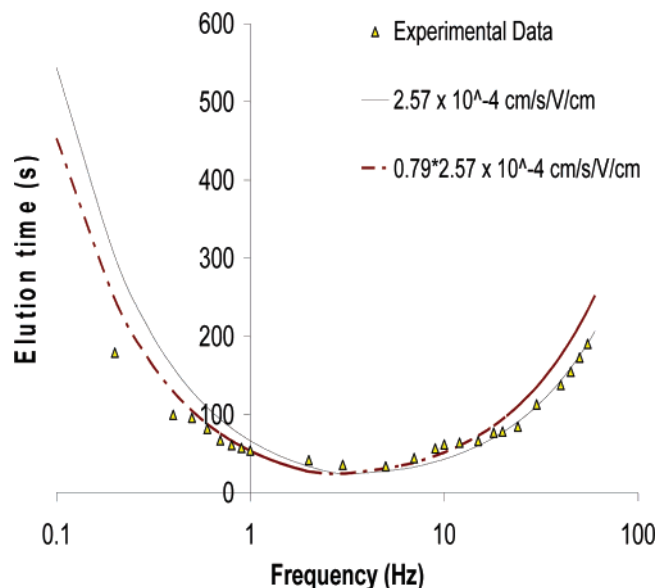 600
Experimental Data
500
2.57 x 10^-4 cm/s/V/cm
400
0.79*2.57 x 10^-4 cm/s/V/cm
300
200
100
0
Elution time (s)
0.1
1
10
100
Frequency (Hz)